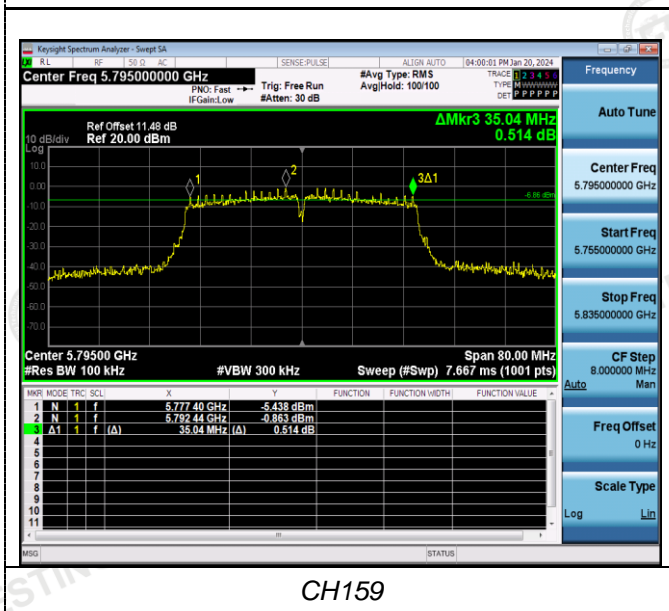 Keysight Spectrum Analyzer - Swept SA
RL RF 50 Ω AC SENSE:PULSE ALIGN AUTO 04:00:01 PM Jan 20, 2024
Center Freq 5.795000000 GHz
PNO: Fast
IFGain:Low
Trig: Free Run
#Atten: 30 dB
#Avg Type: RMS
Avg|Hold: 100/100
TRACE 1 2 3 4 5 6
TYPE M W W W W W
DET P P P P P P
Frequency
Auto Tune
Center Freq
5.795000000 GHz
Start Freq
5.755000000 GHz
Stop Freq
5.835000000 GHz
CF Step
8.000000 MHz
Auto Man
Freq Offset
0 Hz
Scale Type
Log Lin
ΔMkr3 35.04 MHz
0.514 dB
Ref Offset 11.48 dB
10 dB/div Ref 20.00 dBm
Log
10.0
0.00
-10.0
-20.0
-30.0
-40.0
-50.0
-60.0
-70.0
1
2
3Δ1
-6.86 dBm
Center 5.79500 GHz Span 80.00 MHz
#Res BW 100 kHz #VBW 300 kHz Sweep (#Swp) 7.667 ms (1001 pts)
MKR MODE TRC SCL X Y FUNCTION FUNCTION WIDTH FUNCTION VALUE
1 N 1 f 5.777 40 GHz -5.438 dBm
2 N 1 f 5.792 44 GHz -0.863 dBm
3 Δ1 1 f (Δ) 35.04 MHz (Δ) 0.514 dB
4
5
6
7
8
9
10
11
MSG STATUS
CH159